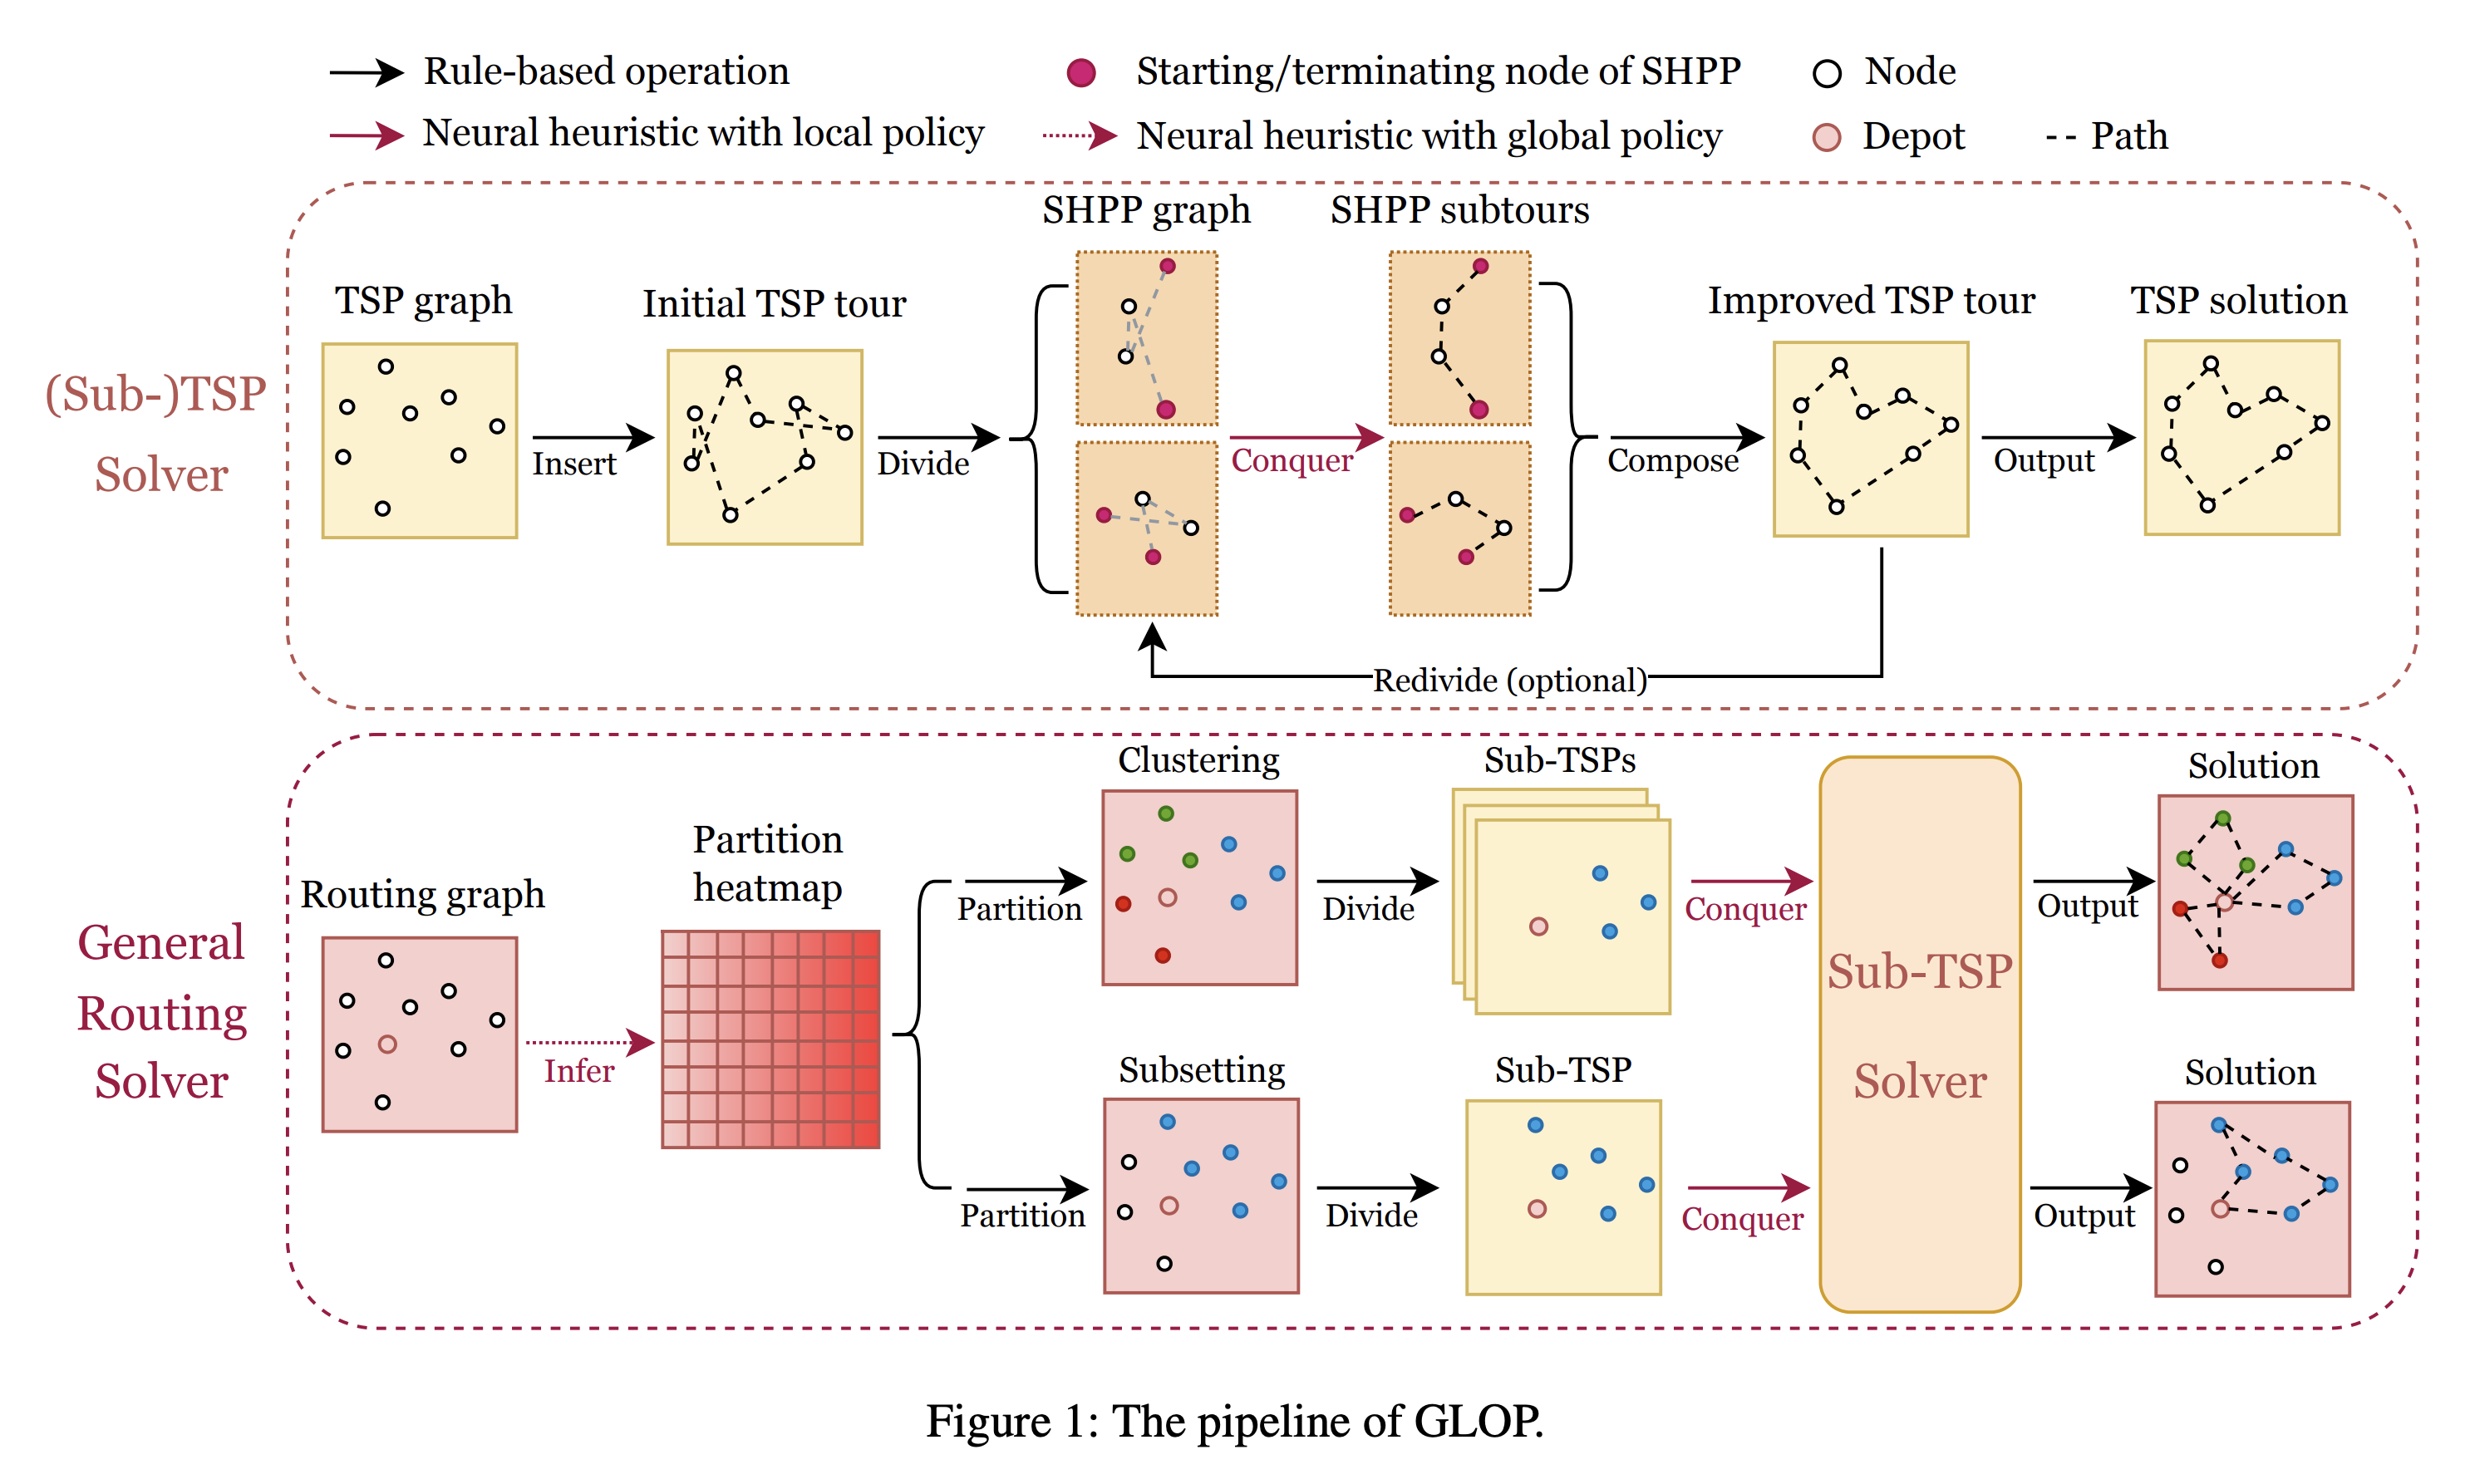 Rule-based operation
Starting/terminating node of SHPP
Node
Neural heuristic with local policy
Neural heuristic with global policy
Depot
Path
(Sub-)TSP
Solver
TSP graph
Insert
Initial TSP tour
Divide
SHPP graph
Conquer
SHPP subtours
Compose
Improved TSP tour
Output
TSP solution
Redivide (optional)
General
Routing
Solver
Routing graph
Infer
Partition
heatmap
Partition
Clustering
Divide
Sub-TSPs
Conquer
Partition
Subsetting
Divide
Sub-TSP
Conquer
Sub-TSP
Solver
Output
Solution
Output
Solution
Figure 1: The pipeline of GLOP.